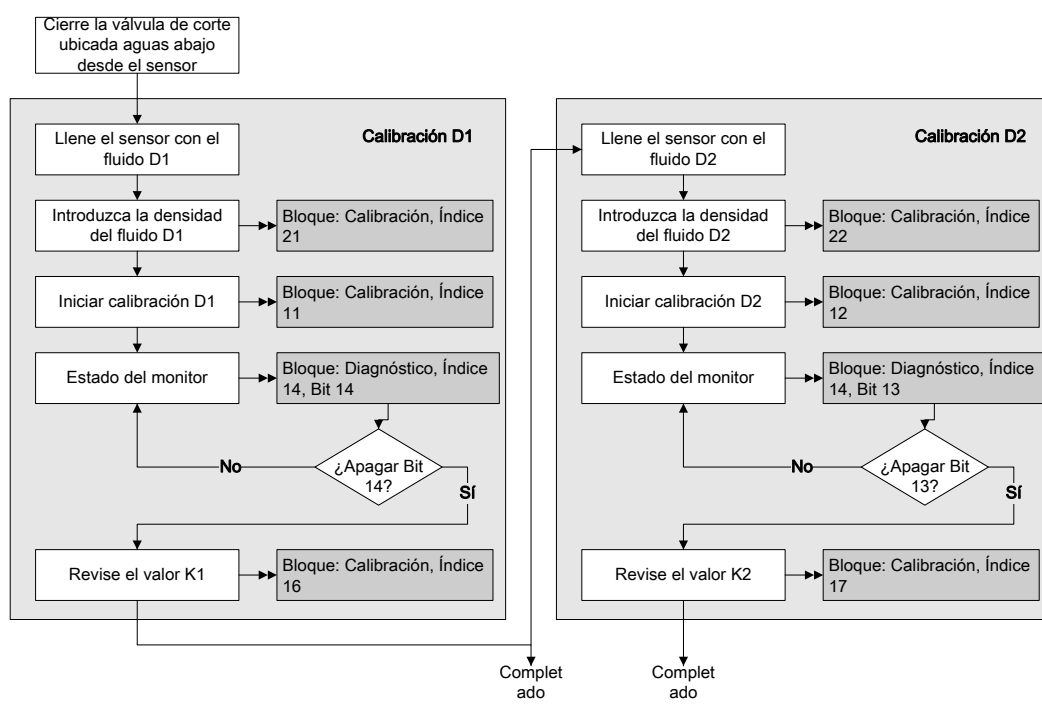 Cierre la válvula de corte
ubicada aguas abajo
desde el sensor
Calibración D1
Llene el sensor con el
fluido D1
Introduzca la densidad
del fluido D1
Bloque: Calibración, Índice
21
Iniciar calibración D1
Bloque: Calibración, Índice
11
Estado del monitor
Bloque: Diagnóstico, Índice
14, Bit 14
¿Apagar Bit
14?
No
Sí
Revise el valor K1
Bloque: Calibración, Índice
16
Complet
ado
Calibración D2
Llene el sensor con el
fluido D2
Introduzca la densidad
del fluido D2
Bloque: Calibración, Índice
22
Iniciar calibración D2
Bloque: Calibración, Índice
12
Estado del monitor
Bloque: Diagnóstico, Índice
14, Bit 13
¿Apagar Bit
13?
No
Sí
Revise el valor K2
Bloque: Calibración, Índice
17
Complet
ado